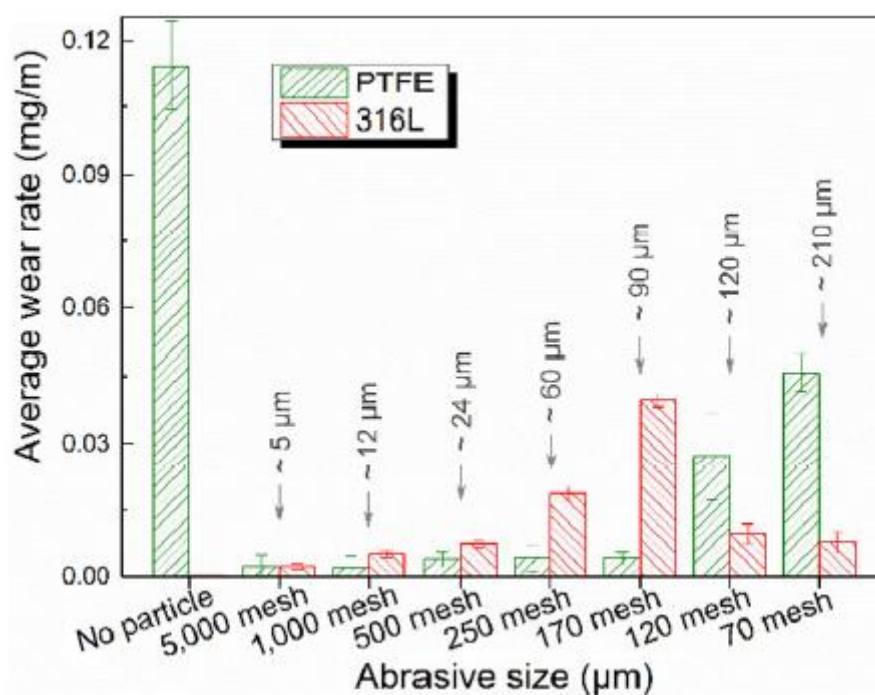 Average wear rate (mg/m)
0.12
0.09
0.06
0.03
0.00
PTFE
316L
~ 5 μm
~ 12 μm
~ 24 μm
~ 60 μm
~ 90 μm
~ 120 μm
~ 210 μm
No particle
5,000 mesh
1,000 mesh
500 mesh
250 mesh
170 mesh
120 mesh
70 mesh
Abrasive size (μm)